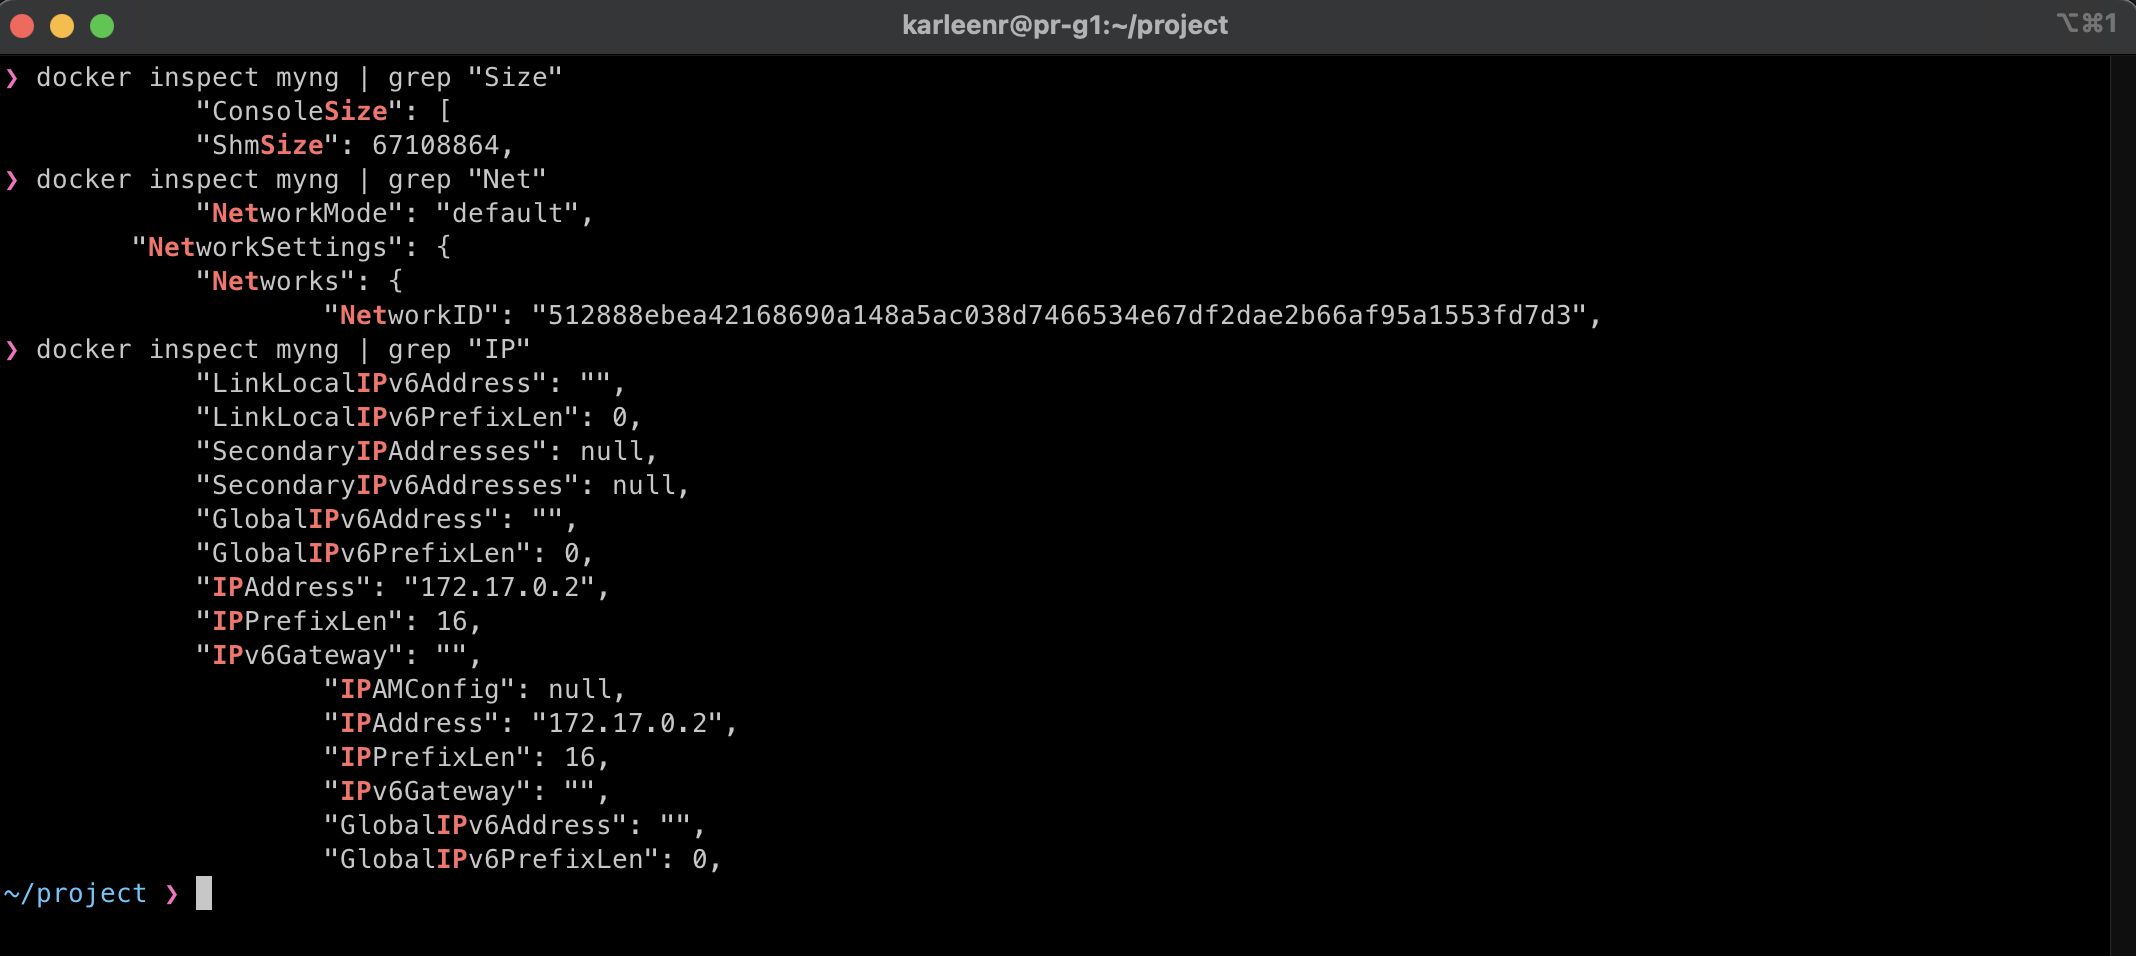 karleenr@pr-g1:~/project
⌥⌘1
❯ docker inspect myng | grep "Size"
"ConsoleSize": [
"ShmSize": 67108864,
❯ docker inspect myng | grep "Net"
"NetworkMode": "default",
"NetworkSettings": {
"Networks": {
"NetworkID": "512888ebea42168690a148a5ac038d7466534e67df2dae2b66af95a1553fd7d3",
❯ docker inspect myng | grep "IP"
"LinkLocalIPv6Address": "",
"LinkLocalIPv6PrefixLen": 0,
"SecondaryIPAddresses": null,
"SecondaryIPv6Addresses": null,
"GlobalIPv6Address": "",
"GlobalIPv6PrefixLen": 0,
"IPAddress": "172.17.0.2",
"IPPrefixLen": 16,
"IPv6Gateway": "",
"IPAMConfig": null,
"IPAddress": "172.17.0.2",
"IPPrefixLen": 16,
"IPv6Gateway": "",
"GlobalIPv6Address": "",
"GlobalIPv6PrefixLen": 0,
~/project ❯